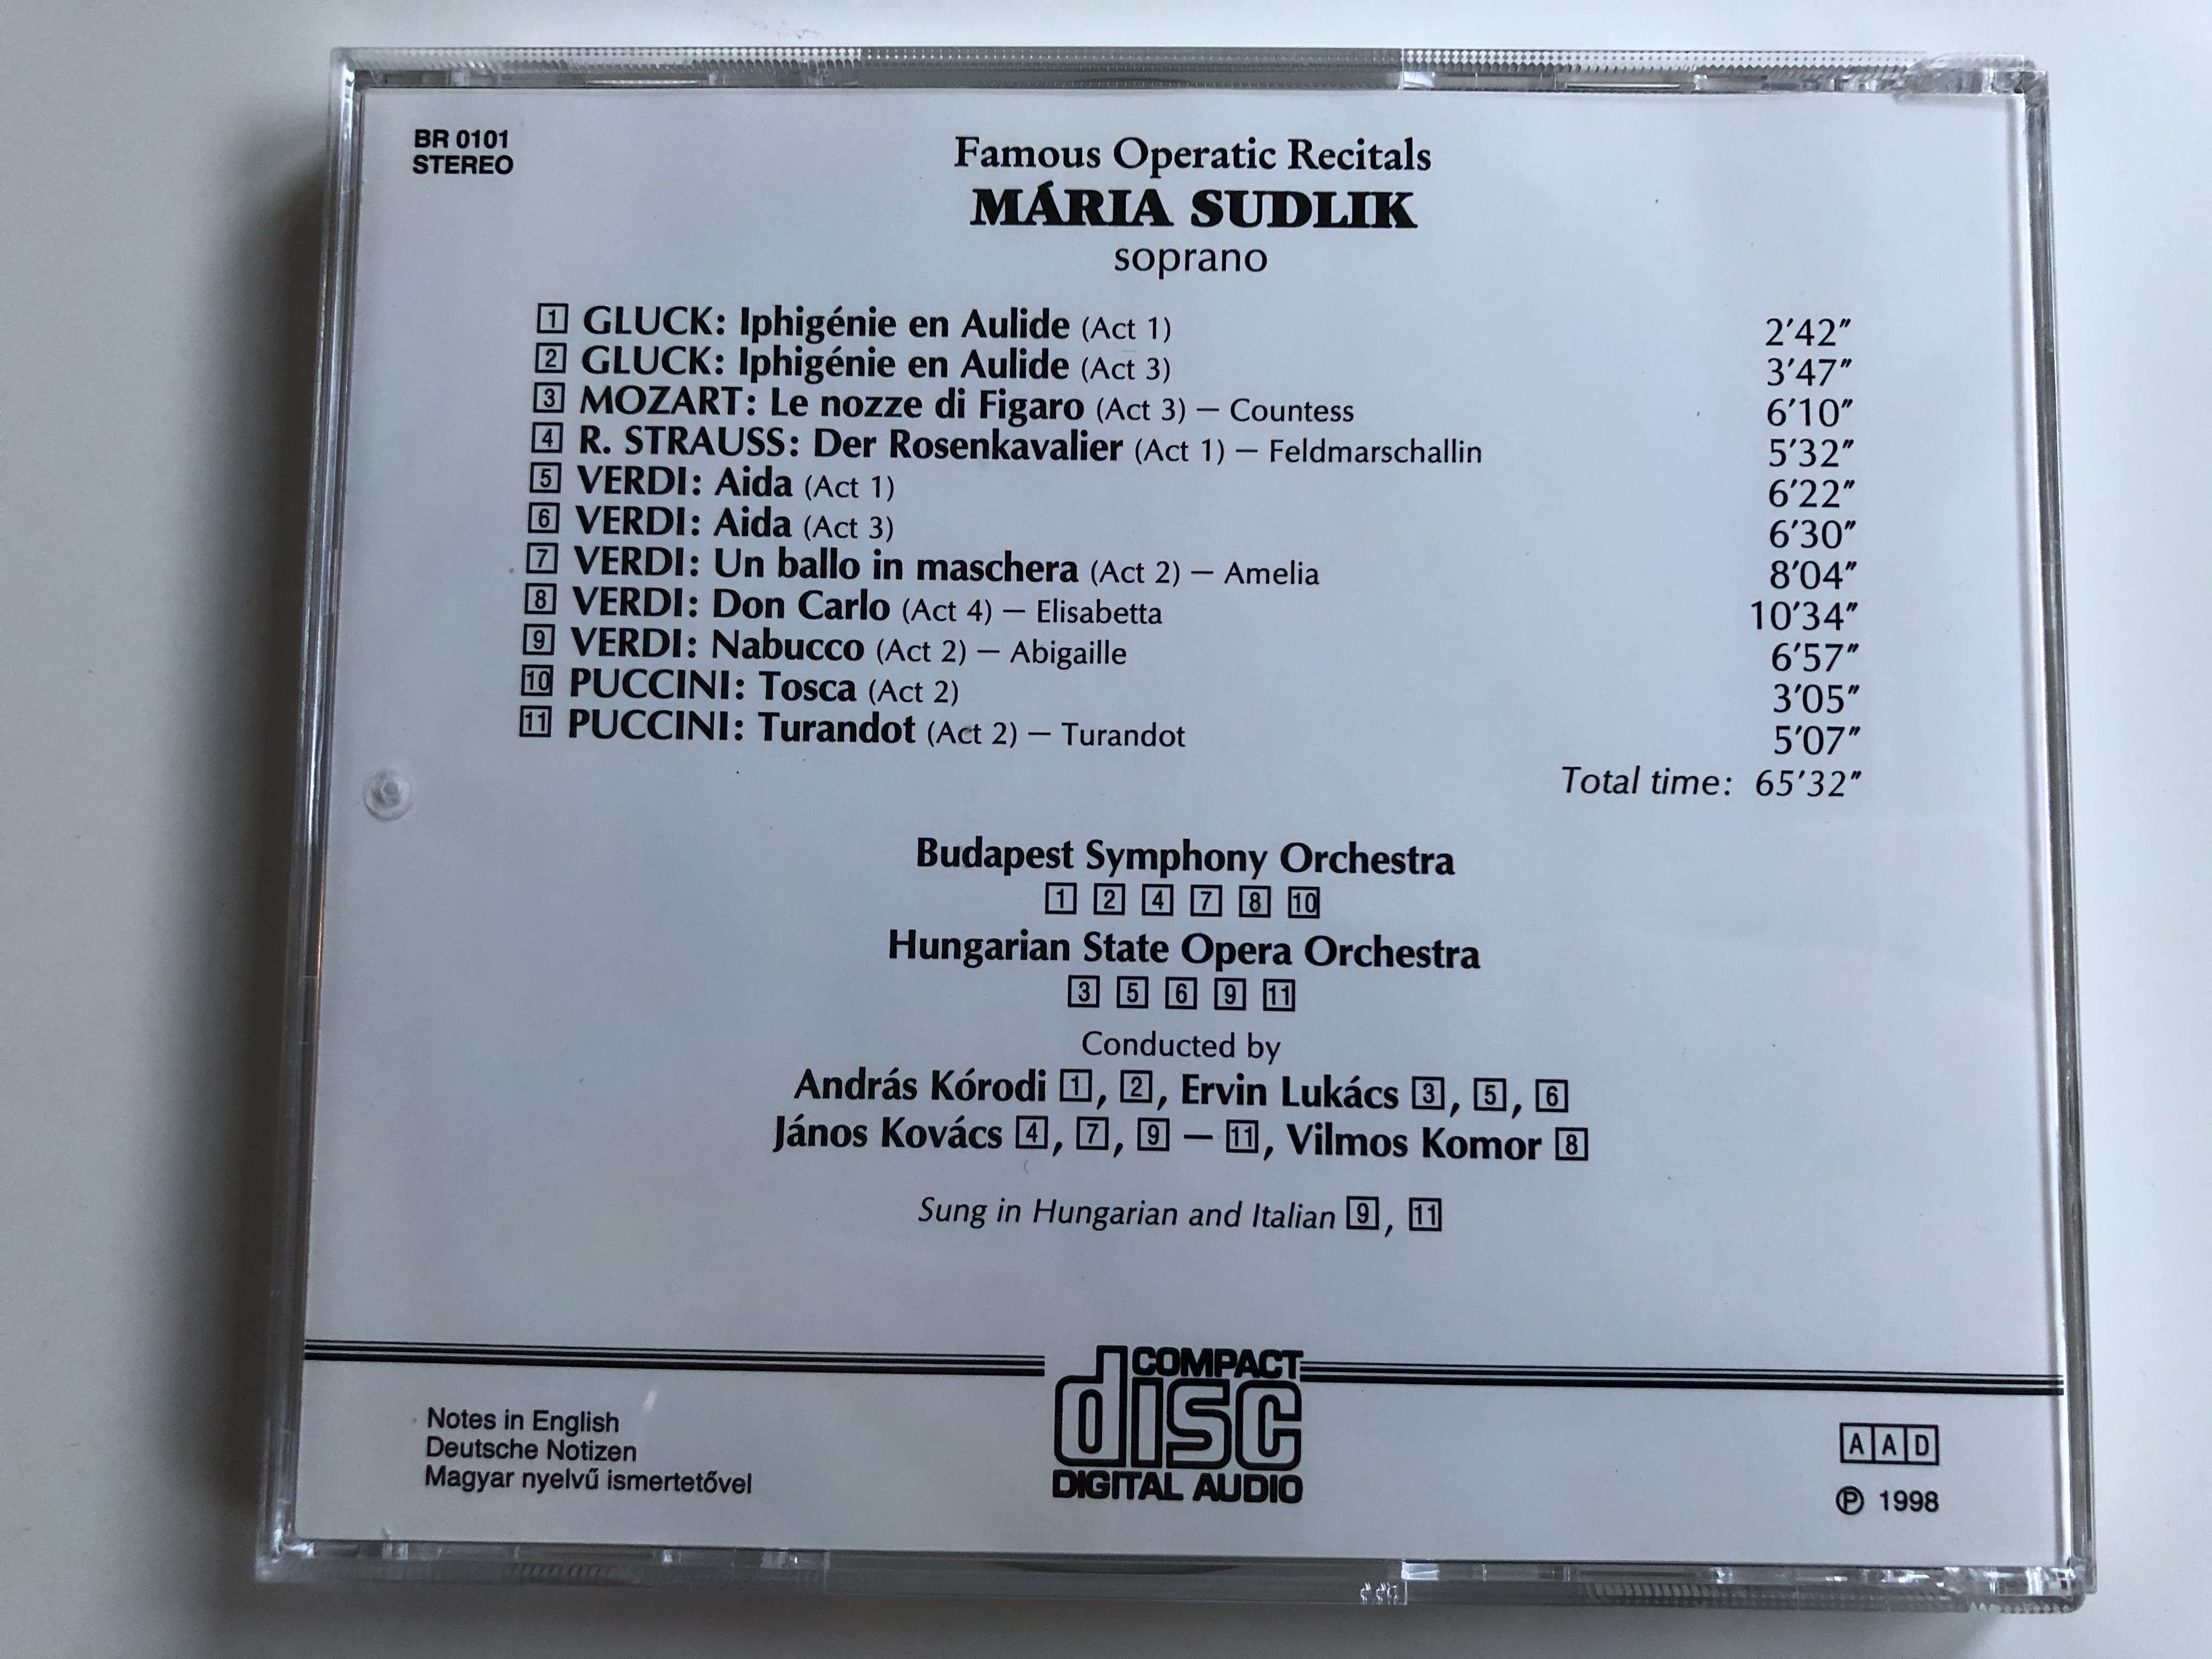 BR 0101
STEREO
Famous Operatic Recitals
MÁRIA SUDLIK
soprano
1 GLUCK: Iphigénie en Aulide (Act 1) 2′42″
2 GLUCK: Iphigénie en Aulide (Act 3) 3′47″
3 MOZART: Le nozze di Figaro (Act 3) – Countess 6′10″
4 R. STRAUSS: Der Rosenkavalier (Act 1) – Feldmarschallin 5′32″
5 VERDI: Aida (Act 1) 6′22″
6 VERDI: Aida (Act 3) 6′30″
7 VERDI: Un ballo in maschera (Act 2) – Amelia 8′04″
8 VERDI: Don Carlo (Act 4) – Elisabetta 10′34″
9 VERDI: Nabucco (Act 2) – Abigaille 6′57″
10 PUCCINI: Tosca (Act 2) 3′05″
11 PUCCINI: Turandot (Act 2) – Turandot 5′07″
Total time: 65′32″
Budapest Symphony Orchestra
1 2 4 7 8 10
Hungarian State Opera Orchestra
3 5 6 9 11
Conducted by
András Kórodi 1, 2, Ervin Lukács 3, 5, 6
János Kovács 4, 7, 9 – 11, Vilmos Komor 8
Sung in Hungarian and Italian 9, 11
COMPACT
disc
DIGITAL AUDIO
Notes in English
Deutsche Notizen
Magyar nyelvű ismertetővel
AAD
℗ 1998